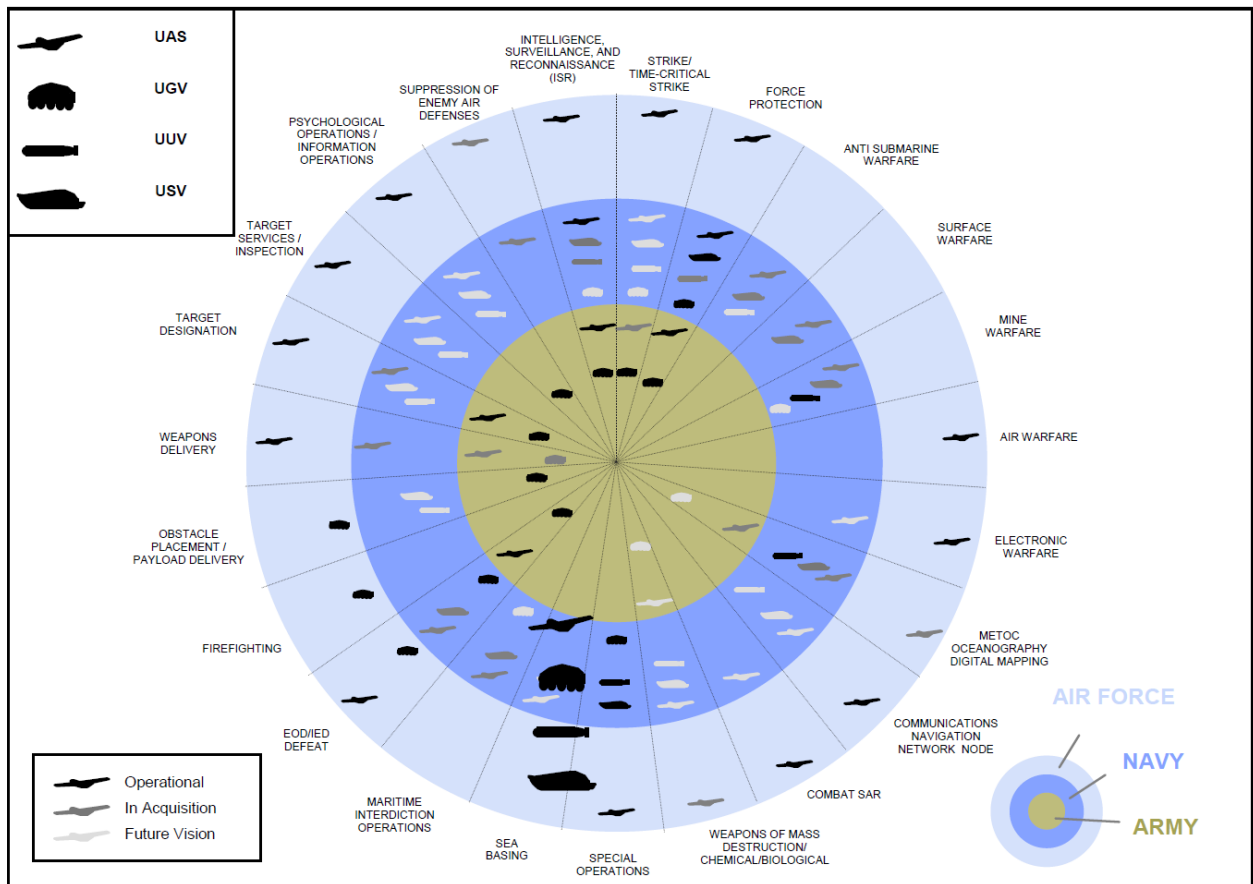 UAS
UGV
UUV
USV
INTELLIGENCE,
SURVEILLANCE, AND
RECONNAISSANCE
(ISR)
STRIKE/
TIME-CRITICAL
STRIKE
FORCE
PROTECTION
ANTI SUBMARINE
WARFARE
SURFACE
WARFARE
MINE
WARFARE
AIR WARFARE
ELECTRONIC
WARFARE
METOC
OCEANOGRAPHY
DIGITAL MAPPING
COMMUNICATIONS
NAVIGATION
NETWORK NODE
COMBAT SAR
WEAPONS OF MASS
DESTRUCTION/
CHEMICAL/BIOLOGICAL
SPECIAL
OPERATIONS
SEA
BASING
MARITIME
INTERDICTION
OPERATIONS
EOD/IED
DEFEAT
FIREFIGHTING
OBSTACLE
PLACEMENT /
PAYLOAD DELIVERY
WEAPONS
DELIVERY
TARGET
DESIGNATION
TARGET
SERVICES /
INSPECTION
PSYCHOLOGICAL
OPERATIONS /
INFORMATION
OPERATIONS
SUPPRESSION OF
ENEMY AIR
DEFENSES
Operational
In Acquisition
Future Vision
AIR FORCE
NAVY
ARMY